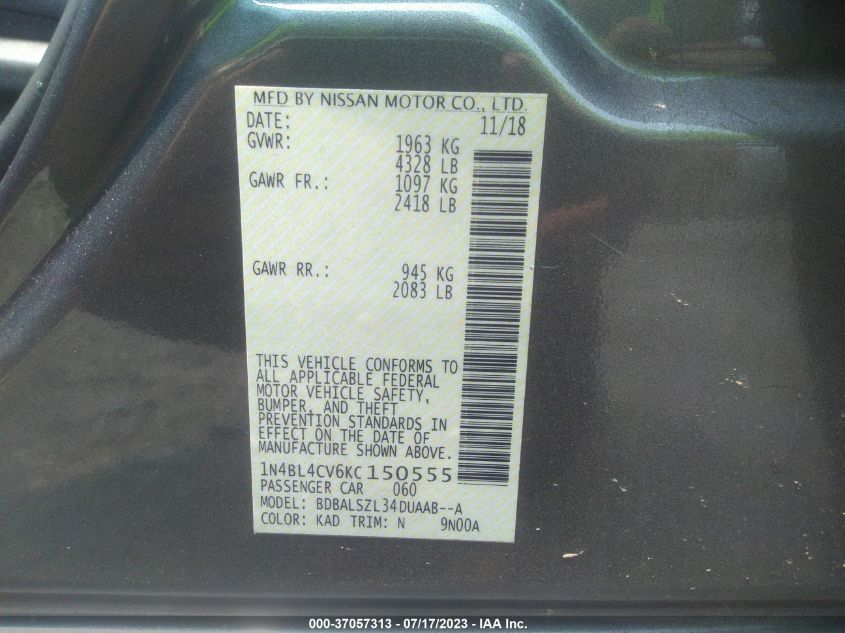 MFD BY NISSAN MOTOR CO., LTD.
DATE: 11/18
GVWR: 1963 KG
4328 LB
GAWR FR.: 1097 KG
2418 LB
GAWR RR.: 945 KG
2083 LB
THIS VEHICLE CONFORMS TO
ALL APPLICABLE FEDERAL
MOTOR VEHICLE SAFETY,
BUMPER, AND THEFT
PREVENTION STANDARDS IN
EFFECT ON THE DATE OF
MANUFACTURE SHOWN ABOVE.
1N4BL4CV6KC150555
PASSENGER CAR 060
MODEL: BDBALSZL34DUAAB--A
COLOR: KAD TRIM: N 9N00A
000-37057313 - 07/17/2023 - IAA Inc.